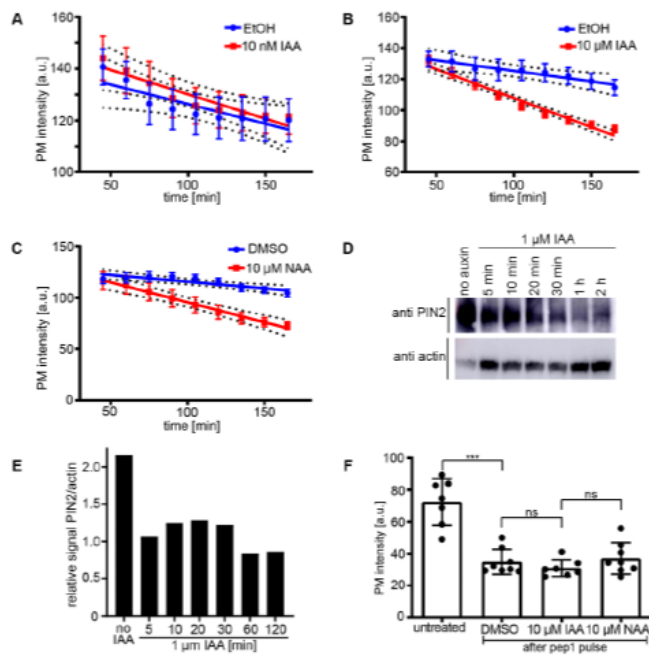 A
EtOH
10 nM IAA
PM intensity [a.u.]
160
140
120
100
50
100
150
time [min]
B
EtOH
10 µM IAA
PM intensity [a.u.]
160
140
120
100
80
60
50
100
150
time [min]
C
DMSO
10 µM NAA
PM intensity [a.u.]
150
100
50
0
50
100
150
time [min]
D
1 µM IAA
no auxin
5 min
10 min
20 min
30 min
1 h
2 h
anti PIN2
anti actin
E
relative signal PIN2/actin
2.0
1.5
1.0
0.5
0
no IAA
5 10 20 30 60 120
1 µm IAA [min]
F
PM intensity [a.u.]
100
80
60
40
20
0
***
ns
ns
untreated
DMSO
10 µM IAA
10 µM NAA
after pep1 pulse